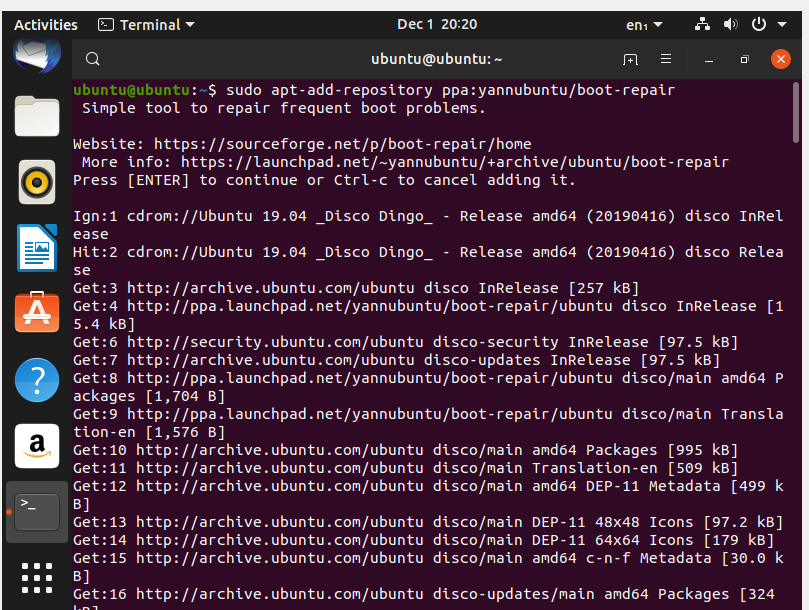 Activities Terminal Dec 1 20:20 en₁
ubuntu@ubuntu: ~
ubuntu@ubuntu:~$ sudo apt-add-repository ppa:yannubuntu/boot-repair
Simple tool to repair frequent boot problems.
Website: https://sourceforge.net/p/boot-repair/home
More info: https://launchpad.net/~yannubuntu/+archive/ubuntu/boot-repair
Press [ENTER] to continue or Ctrl-c to cancel adding it.
Ign:1 cdrom://Ubuntu 19.04 _Disco Dingo_ - Release amd64 (20190416) disco InRel
ease
Hit:2 cdrom://Ubuntu 19.04 _Disco Dingo_ - Release amd64 (20190416) disco Relea
se
Get:3 http://archive.ubuntu.com/ubuntu disco InRelease [257 kB]
Get:4 http://ppa.launchpad.net/yannubuntu/boot-repair/ubuntu disco InRelease [1
5.4 kB]
Get:6 http://security.ubuntu.com/ubuntu disco-security InRelease [97.5 kB]
Get:7 http://archive.ubuntu.com/ubuntu disco-updates InRelease [97.5 kB]
Get:8 http://ppa.launchpad.net/yannubuntu/boot-repair/ubuntu disco/main amd64 P
ackages [1,704 B]
Get:9 http://ppa.launchpad.net/yannubuntu/boot-repair/ubuntu disco/main Transla
tion-en [1,576 B]
Get:10 http://archive.ubuntu.com/ubuntu disco/main amd64 Packages [995 kB]
Get:11 http://archive.ubuntu.com/ubuntu disco/main Translation-en [509 kB]
Get:12 http://archive.ubuntu.com/ubuntu disco/main amd64 DEP-11 Metadata [499 k
B]
Get:13 http://archive.ubuntu.com/ubuntu disco/main DEP-11 48x48 Icons [97.2 kB]
Get:14 http://archive.ubuntu.com/ubuntu disco/main DEP-11 64x64 Icons [179 kB]
Get:15 http://archive.ubuntu.com/ubuntu disco/main amd64 c-n-f Metadata [30.0 k
B]
Get:16 http://archive.ubuntu.com/ubuntu disco-updates/main amd64 Packages [324
kB]